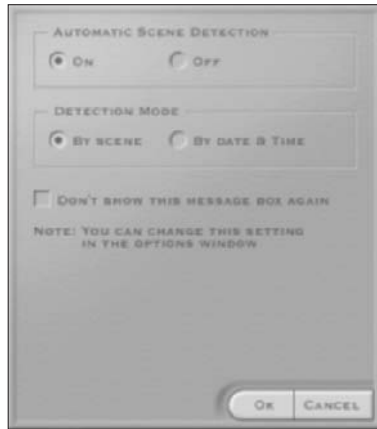 AUTOMATIC SCENE DETECTION
ON OFF
DETECTION MODE
BY SCENE BY DATE & TIME
DON'T SHOW THIS MESSAGE BOX AGAIN
NOTE: YOU CAN CHANGE THIS SETTING
IN THE OPTIONS WINDOW
OK CANCEL